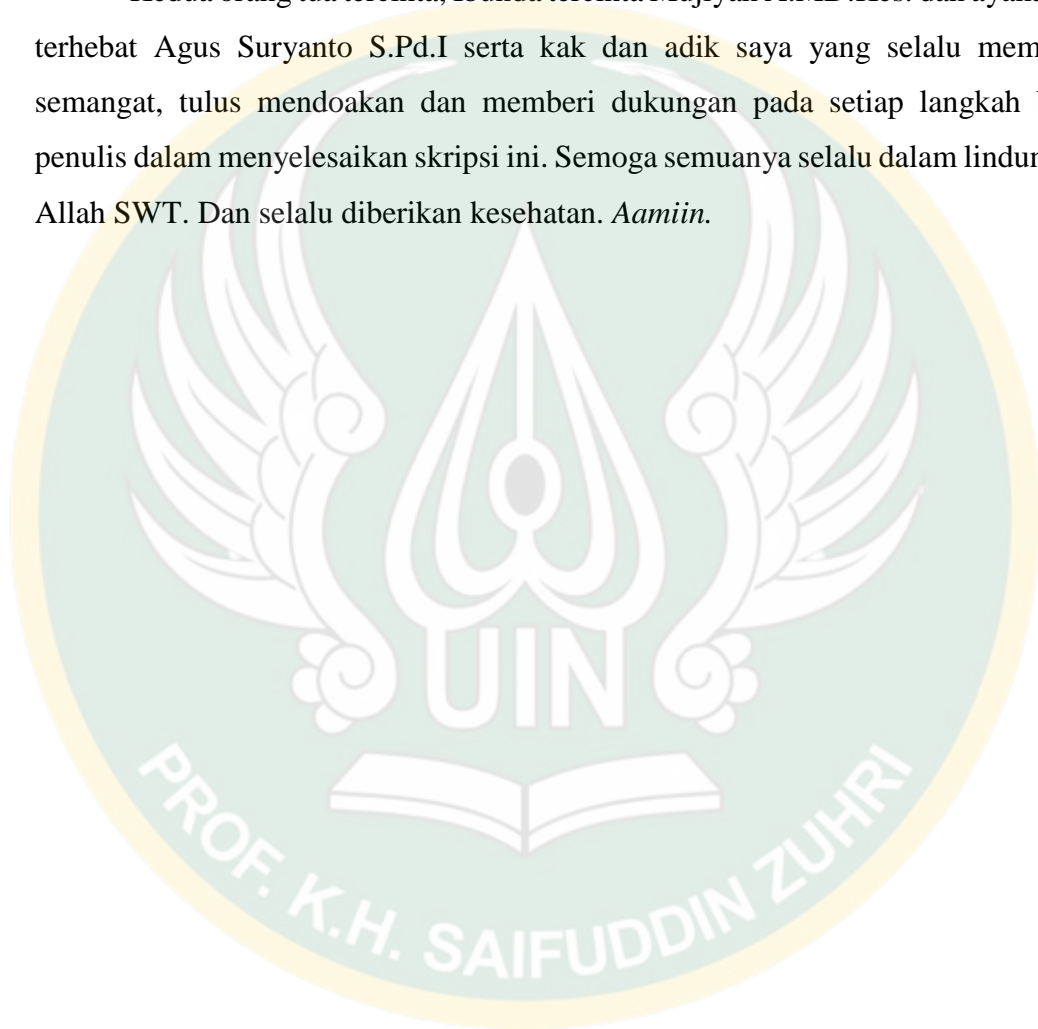 terhebat Agus Suryanto S.Pd.I serta kak dan adik saya yang selalu mem
semangat, tulus mendoakan dan memberi dukungan pada setiap langkah
penulis dalam menyelesaikan skripsi ini. Semoga semuanya selalu dalam lindun
Allah SWT. Dan selalu diberikan kesehatan. Aamiin.
UIN
PROF. K.H. SAIFUDDIN ZUHRI